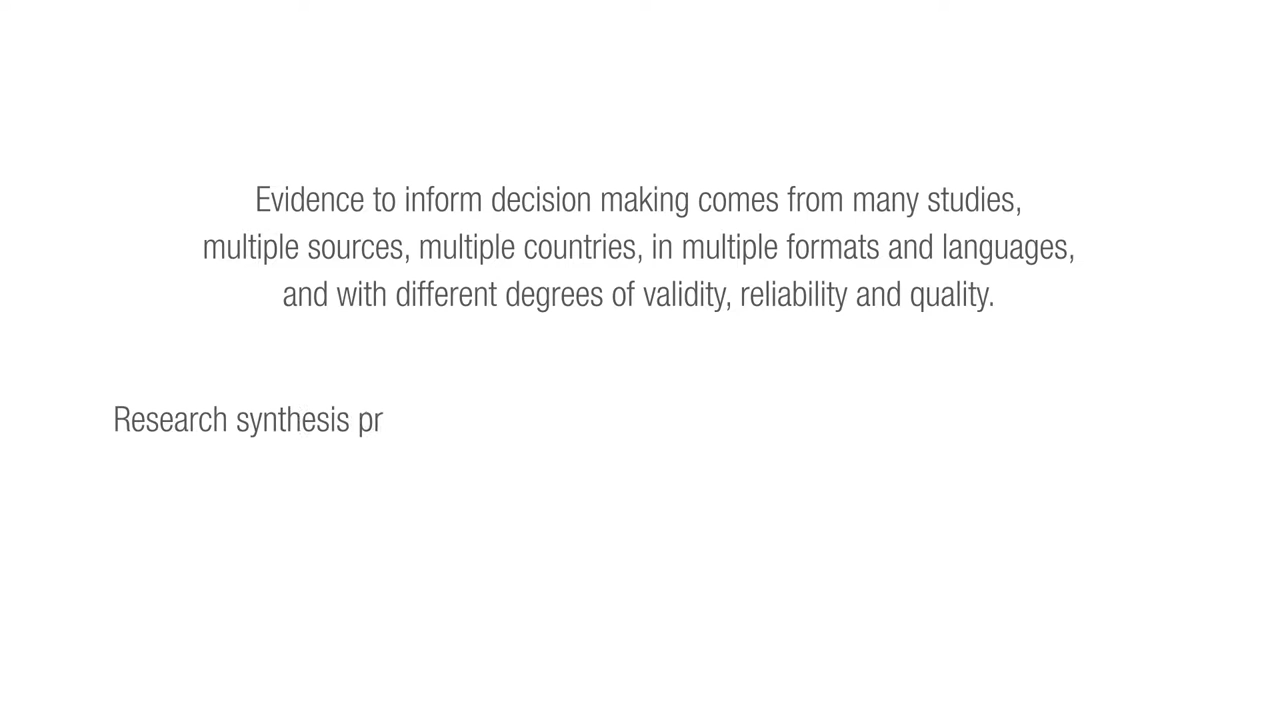 Evidence to inform decision making comes from many studies,
multiple sources, multiple countries, in multiple formats and languages,
and with different degrees of validity, reliability and quality.
Research synthesis pr